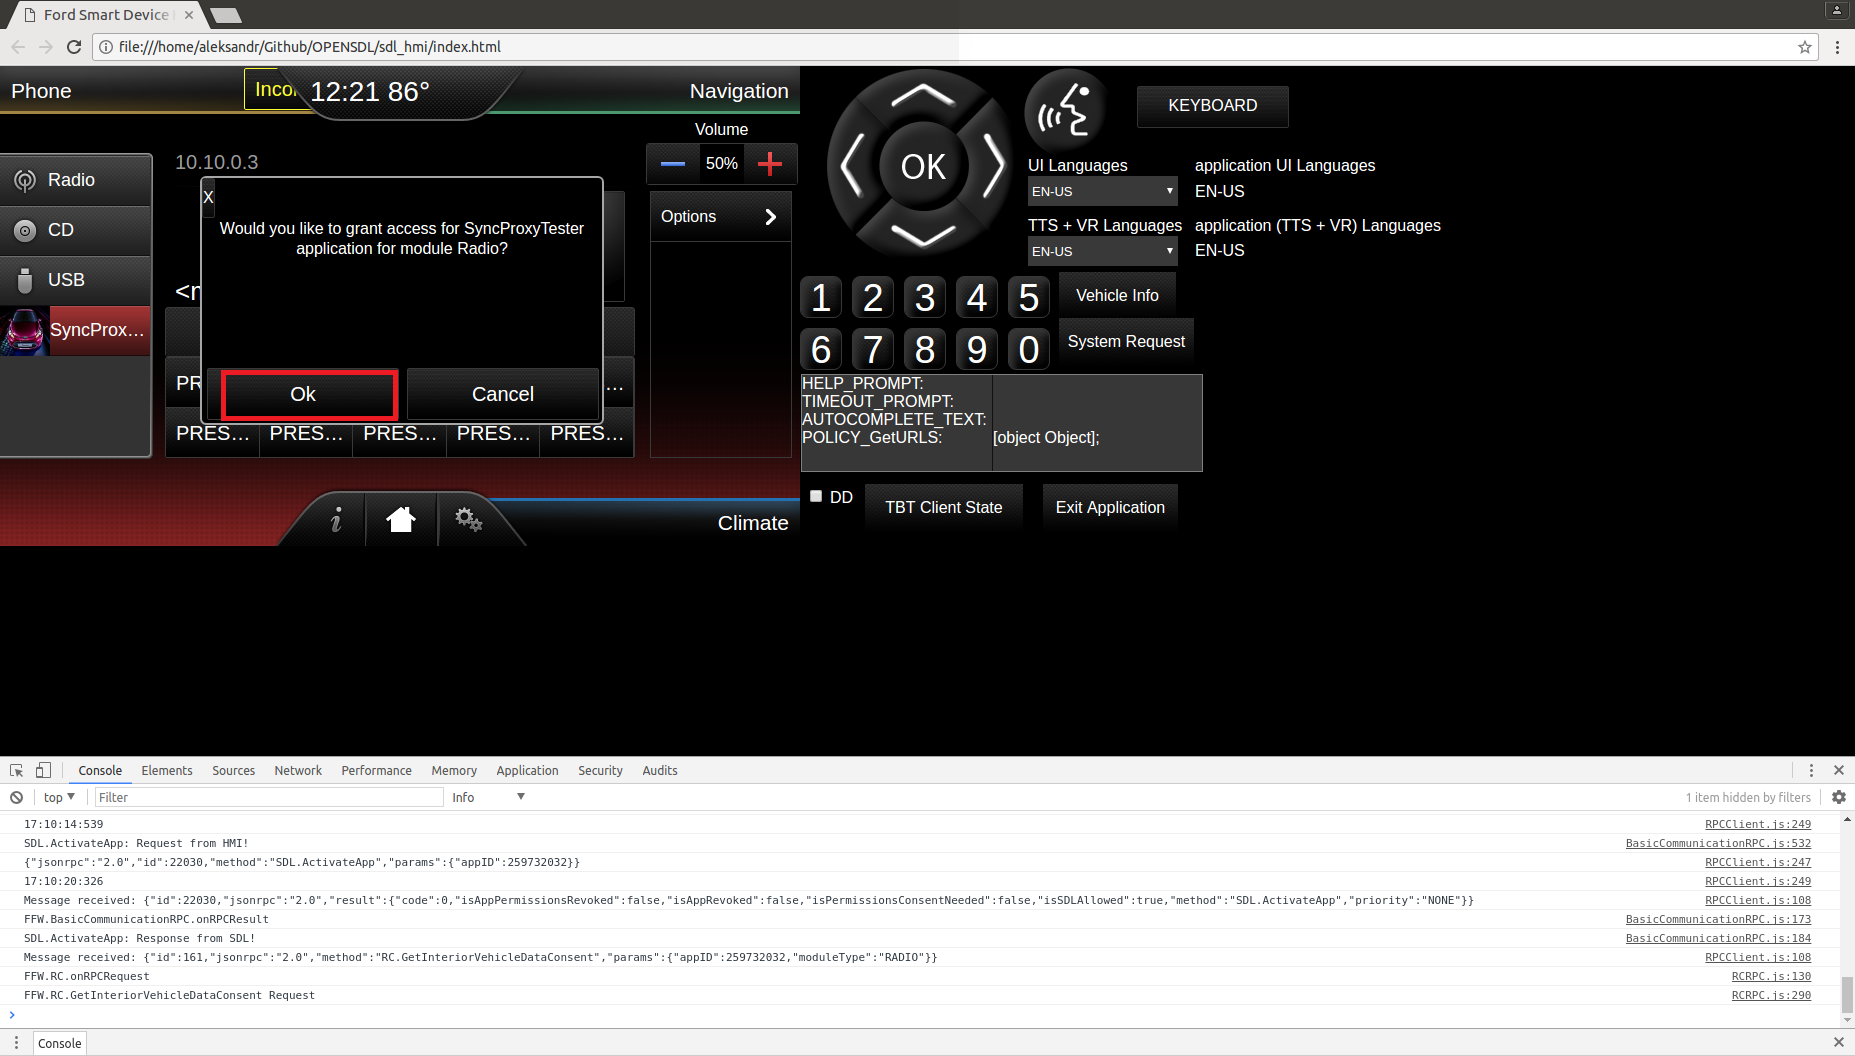 Ford Smart Device
file:///home/aleksandr/Github/OPENSDL/sdl_hmi/index.html
Phone
Incor
12:21 86°
Navigation
Volume
50%
10.10.0.3
Radio
CD
USB
SyncProx...
X
Would you like to grant access for SyncProxyTester
application for module Radio?
Ok
Cancel
Options
<n
PR
...
PRES...
PRES...
PRES...
PRES...
PRES...
i
Climate
OK
KEYBOARD
UI Languages
application UI Languages
EN-US
EN-US
TTS + VR Languages
application (TTS + VR) Languages
EN-US
EN-US
1 2 3 4 5
Vehicle Info
6 7 8 9 0
System Request
HELP_PROMPT:
TIMEOUT_PROMPT:
AUTOCOMPLETE_TEXT:
POLICY_GetURLS: [object Object];
DD
TBT Client State
Exit Application
Console Elements Sources Network Performance Memory Application Security Audits
top
Filter
Info
1 item hidden by filters
17:10:14:539 RPCClient.js:249
SDL.ActivateApp: Request from HMI! BasicCommunicationRPC.js:532
{"jsonrpc":"2.0","id":22030,"method":"SDL.ActivateApp","params":{"appID":259732032}} RPCClient.js:247
17:10:20:326 RPCClient.js:249
Message received: {"id":22030,"jsonrpc":"2.0","result":{"code":0,"isAppPermissionsRevoked":false,"isAppRevoked":false,"isPermissionsConsentNeeded":false,"isSDLAllowed":true,"method":"SDL.ActivateApp","priority":"NONE"}} RPCClient.js:108
FFW.BasicCommunicationRPC.onRPCResult BasicCommunicationRPC.js:173
SDL.ActivateApp: Response from SDL! BasicCommunicationRPC.js:184
Message received: {"id":161,"jsonrpc":"2.0","method":"RC.GetInteriorVehicleDataConsent","params":{"appID":259732032,"moduleType":"RADIO"}} RPCClient.js:108
FFW.RC.onRPCRequest RCRPC.js:130
FFW.RC.GetInteriorVehicleDataConsent Request RCRPC.js:290
Console